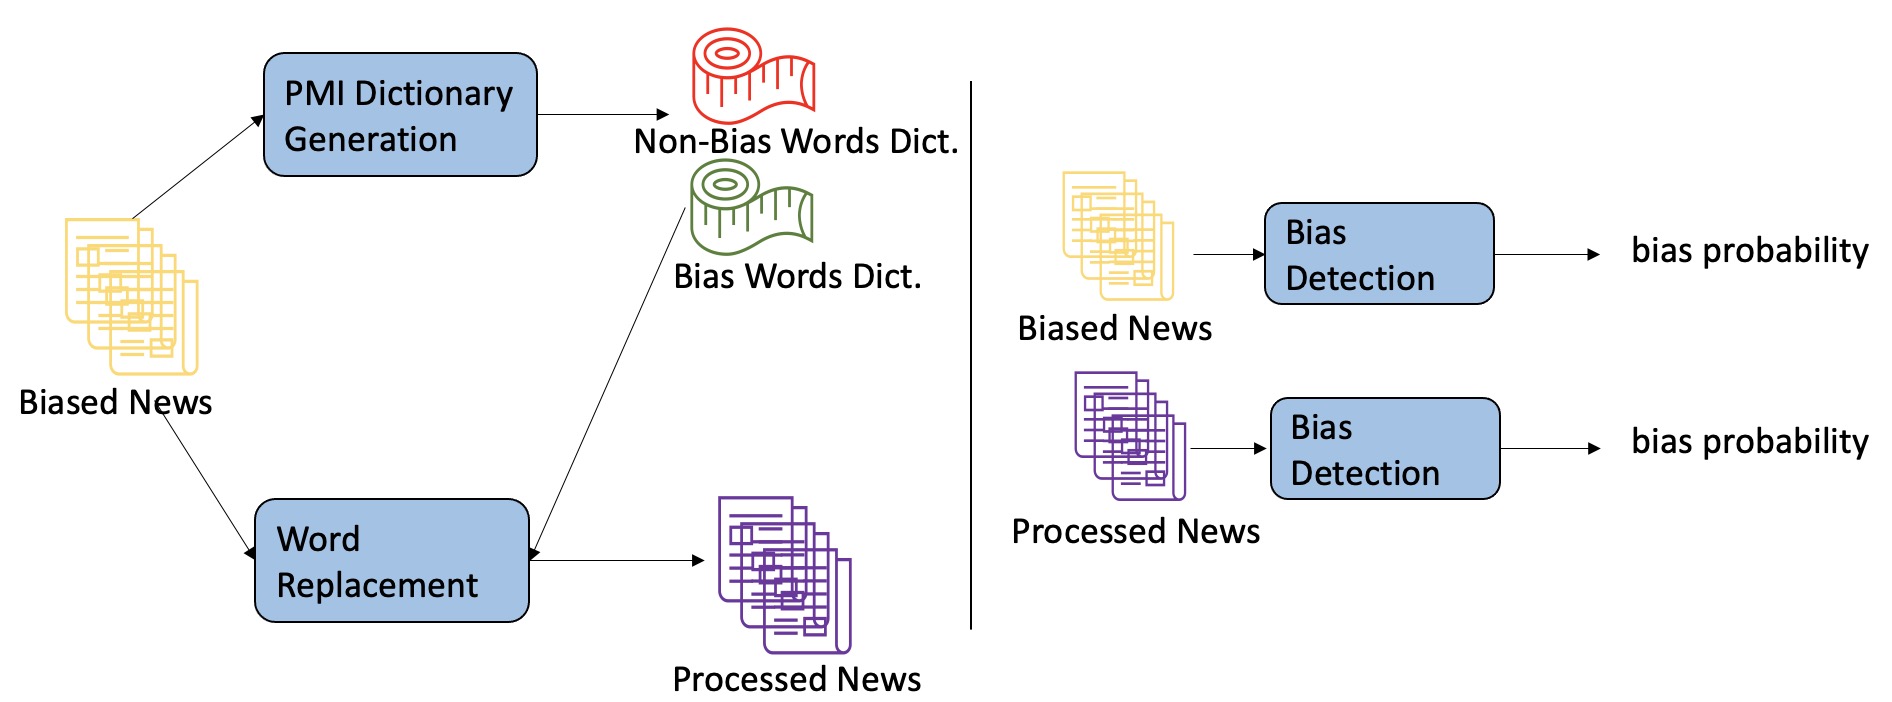 PMI Dictionary
Generation
Non-Bias Words Dict.
Bias Words Dict.
Biased News
Word
Replacement
Processed News
Biased News
Bias
Detection
bias probability
Processed News
Bias
Detection
bias probability